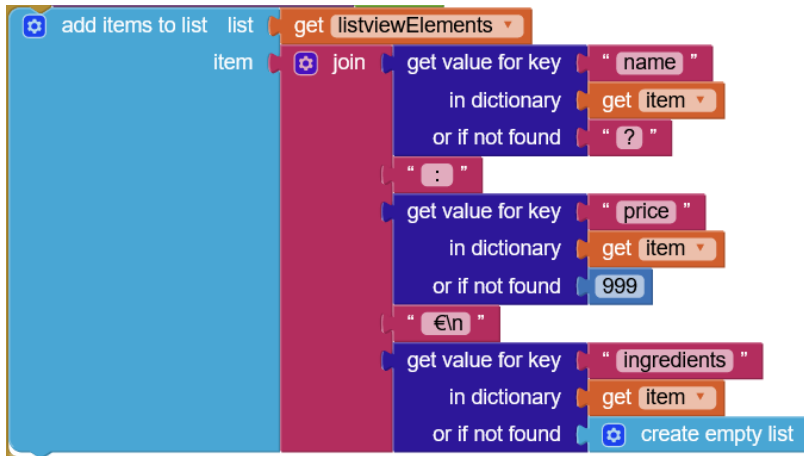 add items to list list get listviewElements
item join get value for key " name "
in dictionary get item
or if not found " ? "
" : "
get value for key " price "
in dictionary get item
or if not found 999
" €\n "
get value for key " ingredients "
in dictionary get item
or if not found create empty list